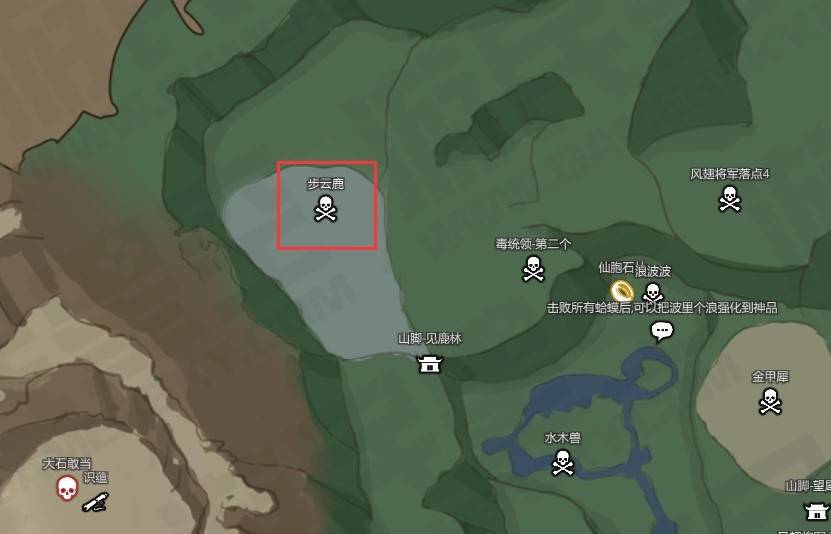 风翅将军落点4
步云鹿
毒统领-第二个
仙胞石
浪波波
击败所有蛤蟆后,可以把波里个浪强化到神品
山脚-见鹿林
金甲犀
水木兽
大石敢当
识蕴
山脚-望